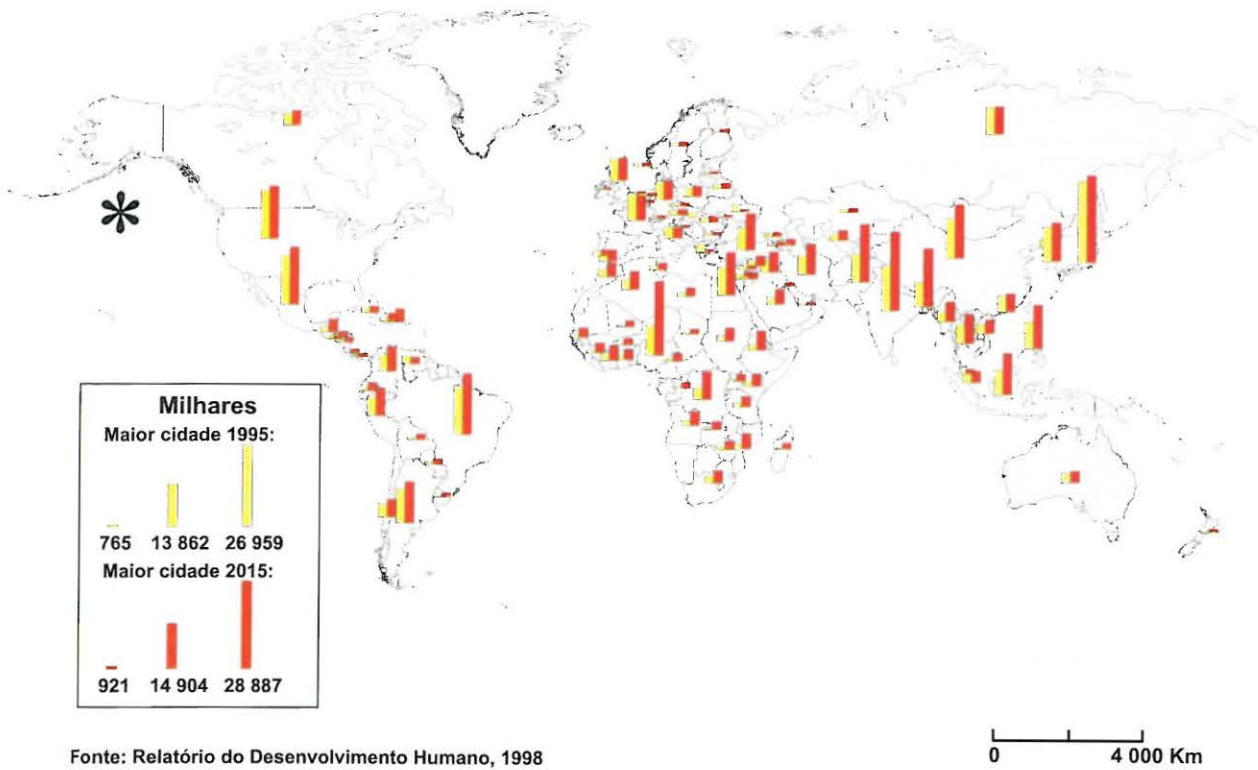 Milhares
Maior cidade 1995:
765 13 862 26 959
Maior cidade 2015:
921 14 904 28 887
Fonte: Relatório do Desenvolvimento Humano, 1998
0 4 000 Km